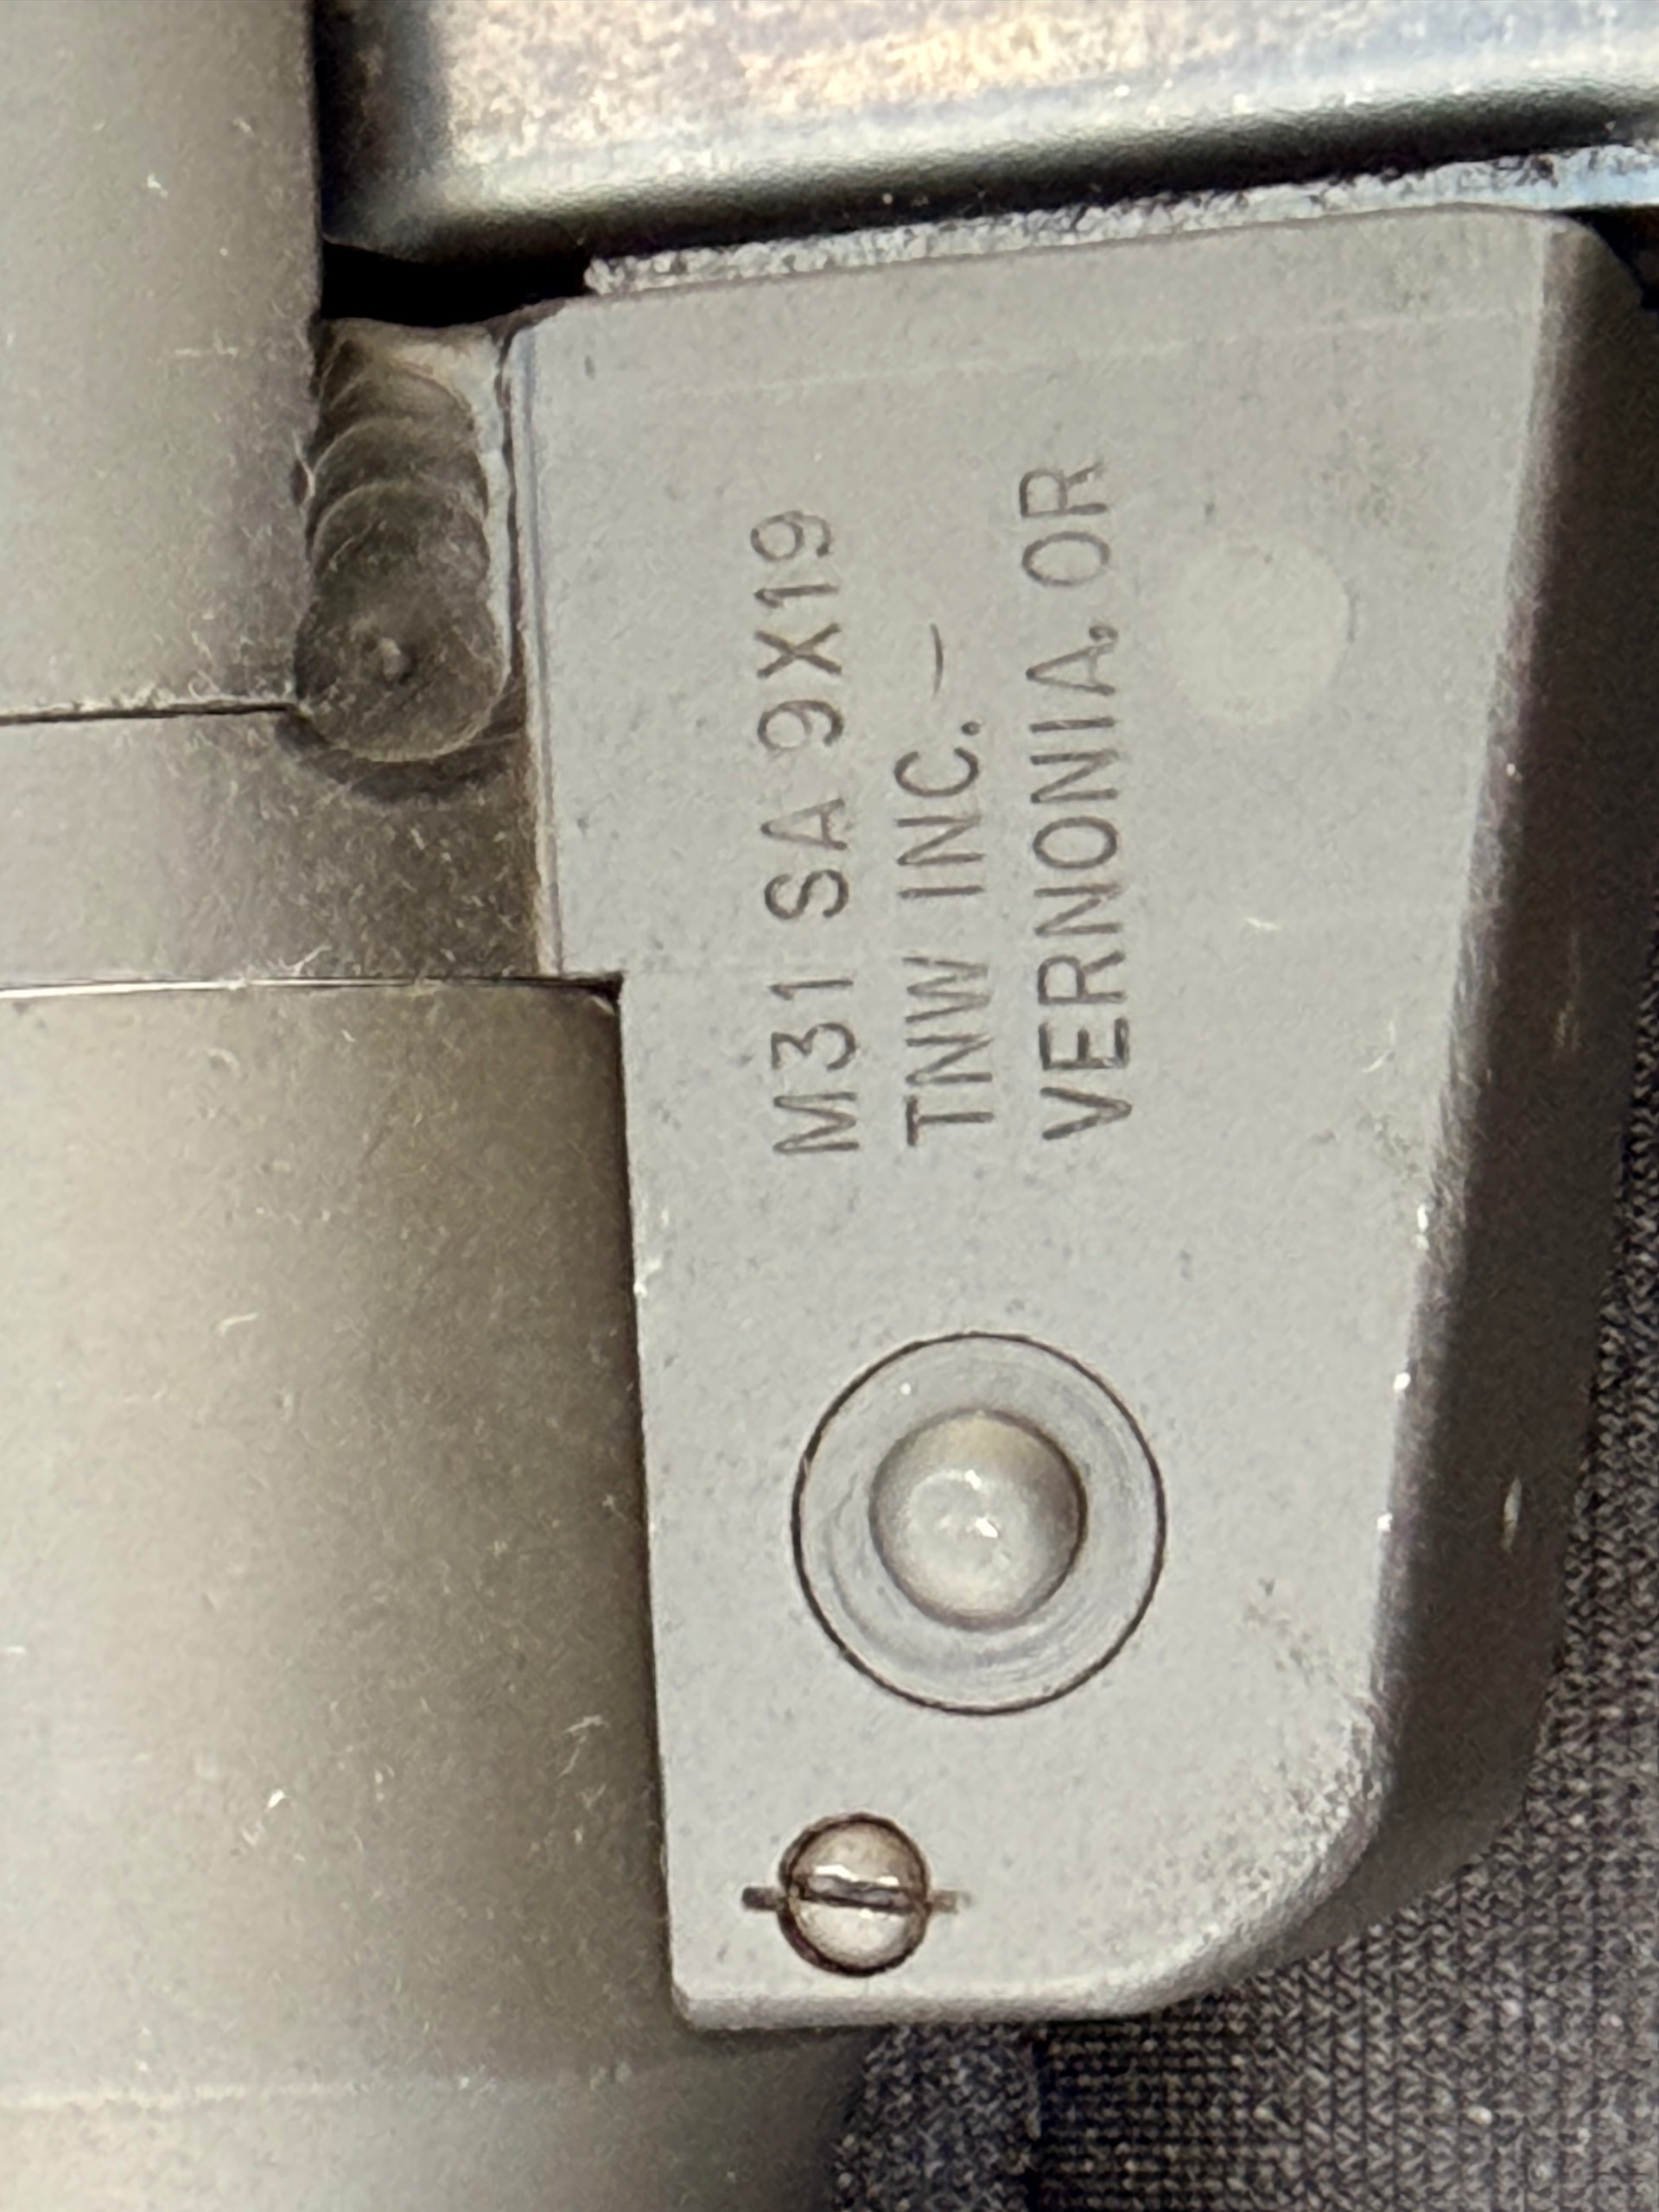 M31 SA 9X19
TNW INC. –
VERNONIA, OR